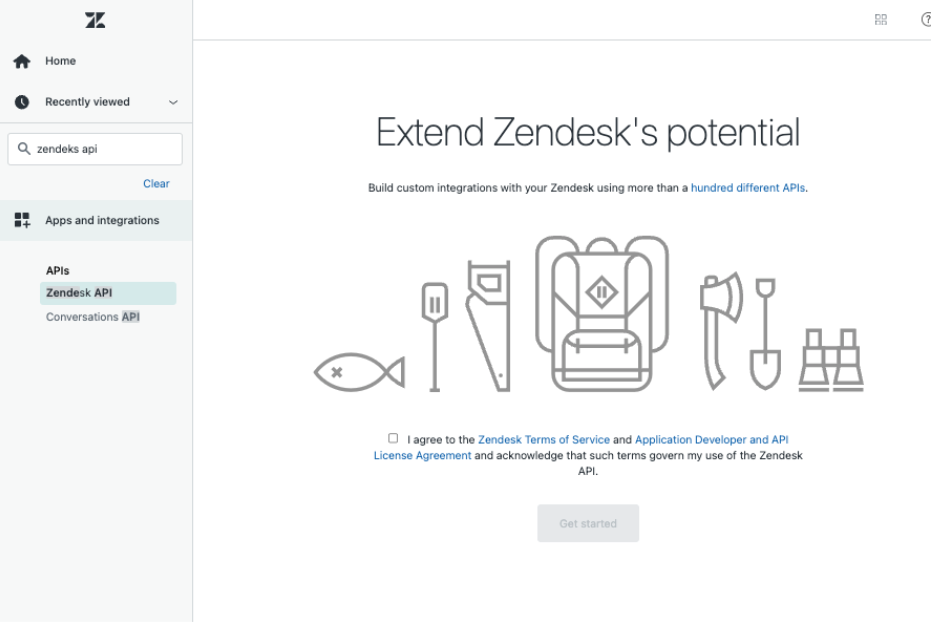 Home
Recently viewed
zendeks api
Clear
Apps and integrations
APIs
Zendesk API
Conversations API
Extend Zendesk's potential
Build custom integrations with your Zendesk using more than a hundred different APIs.
I agree to the Zendesk Terms of Service and Application Developer and API
License Agreement and acknowledge that such terms govern my use of the Zendesk
API.
Get started